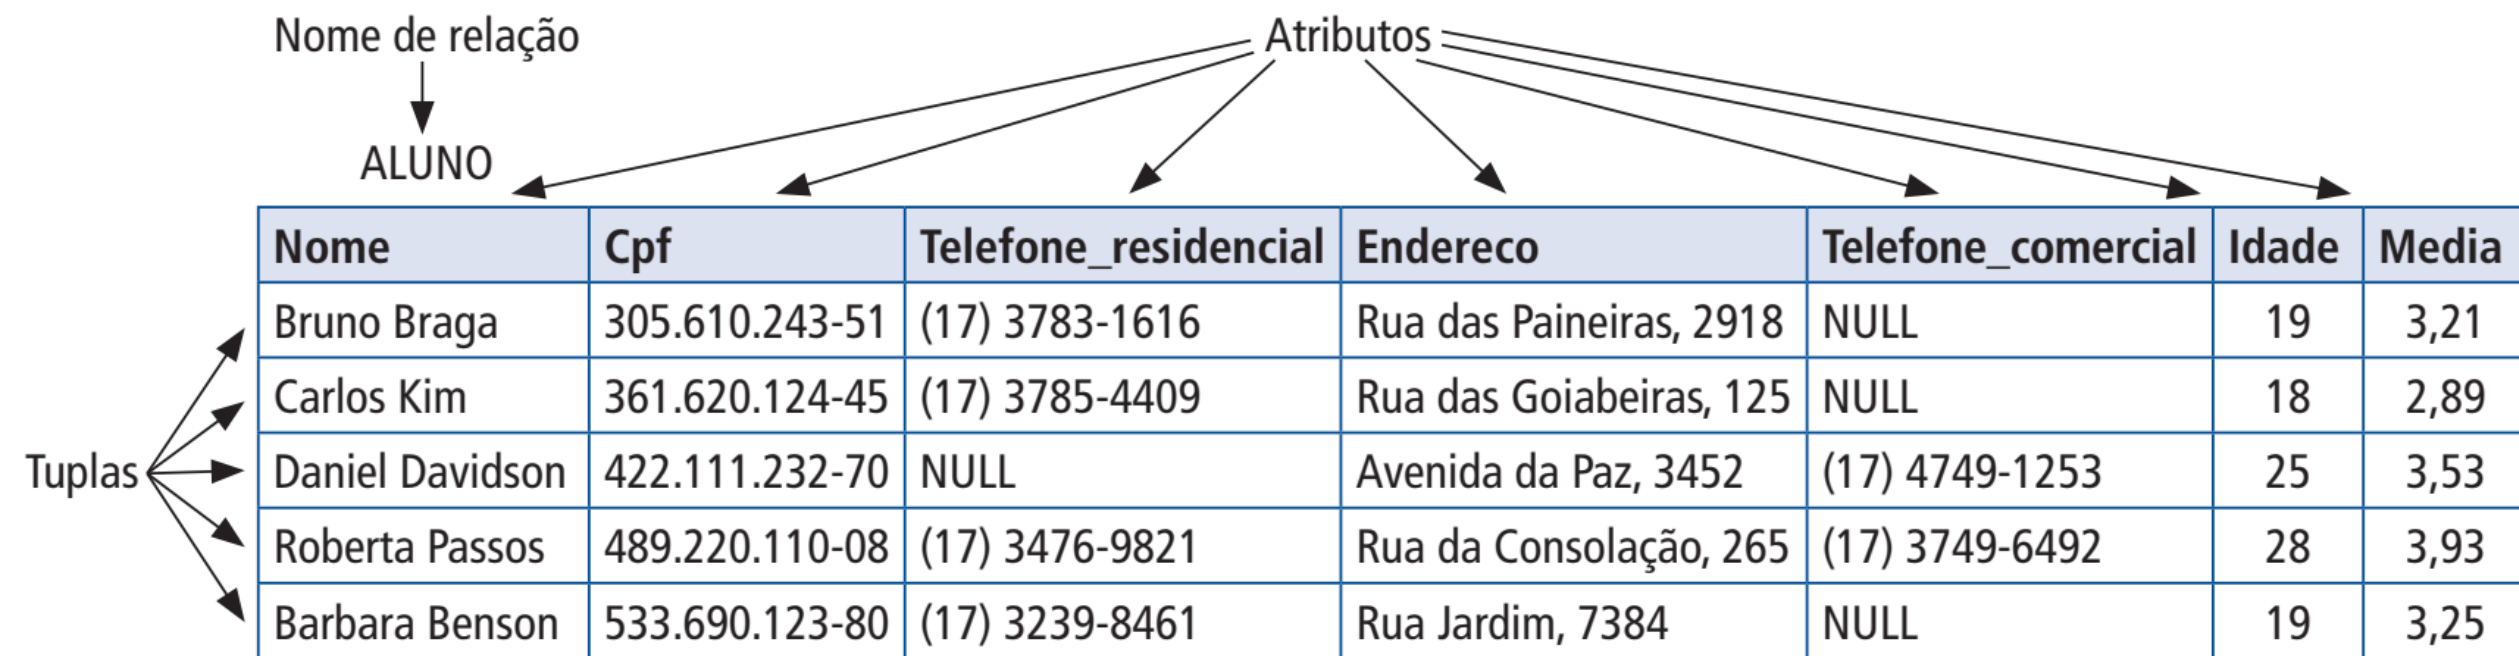 Nome de relação Atributos
ALUNO
Nome Cpf Telefone_residencial Endereco Telefone_comercial Idade Media
Bruno Braga 305.610.243-51 (17) 3783-1616 Rua das Paineiras, 2918 NULL 19 3,21
Carlos Kim 361.620.124-45 (17) 3785-4409 Rua das Goiabeiras, 125 NULL 18 2,89
Tuplas Daniel Davidson 422.111.232-70 NULL Avenida da Paz, 3452 (17) 4749-1253 25 3,53
Roberta Passos 489.220.110-08 (17) 3476-9821 Rua da Consolação, 265 (17) 3749-6492 28 3,93
Barbara Benson 533.690.123-80 (17) 3239-8461 Rua Jardim, 7384 NULL 19 3,25